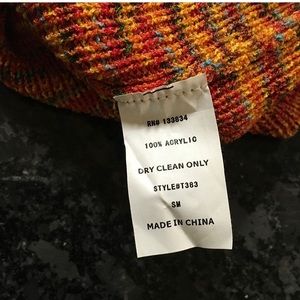 RN# 133834
100% ACRYLIC
DRY CLEAN ONLY
STYLE#T383
SM
MADE IN CHINA